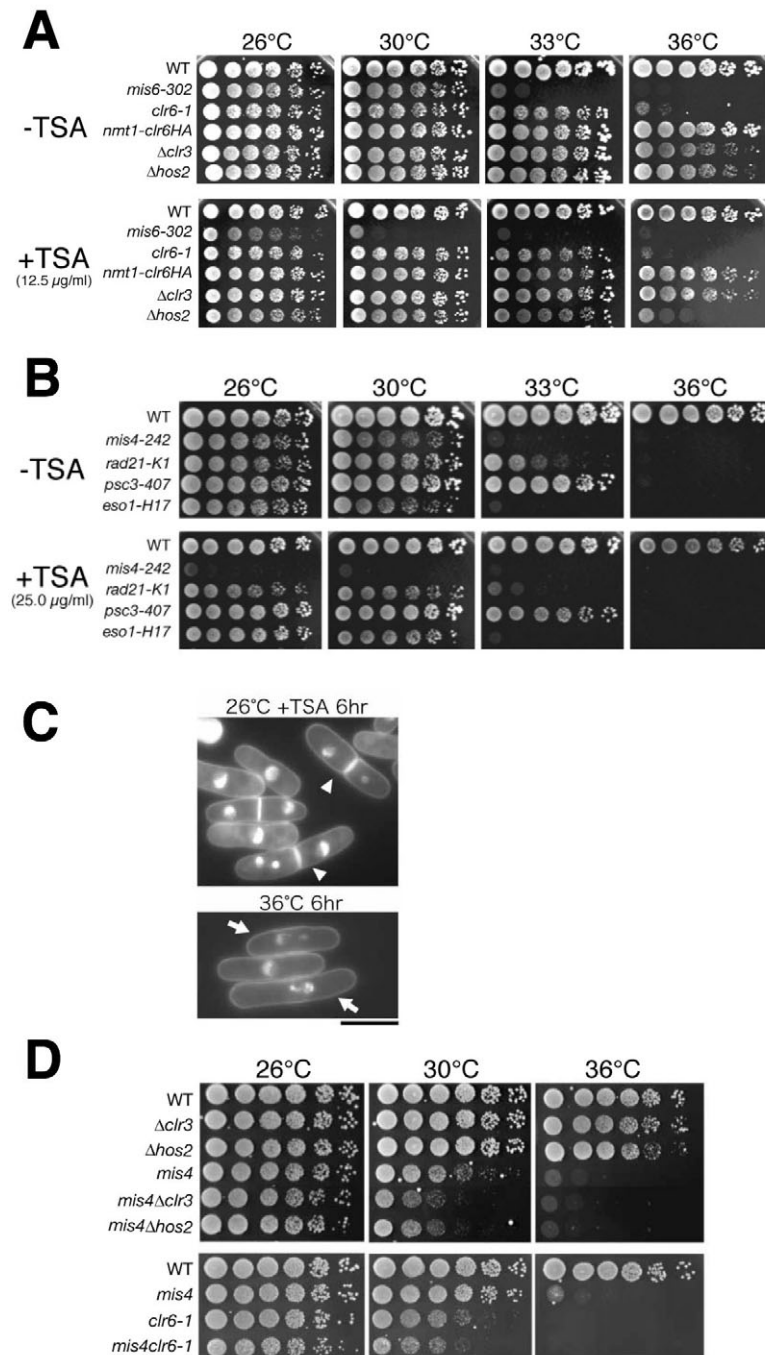 A
26°C 30°C 33°C 36°C
-TSA
WT
mis6-302
clr6-1
nmt1-clr6HA
Δclr3
Δhos2
+TSA
(12.5 μg/ml)
WT
mis6-302
clr6-1
nmt1-clr6HA
Δclr3
Δhos2
B
26°C 30°C 33°C 36°C
-TSA
WT
mis4-242
rad21-K1
psc3-407
eso1-H17
+TSA
(25.0 μg/ml)
WT
mis4-242
rad21-K1
psc3-407
eso1-H17
C
26°C +TSA 6hr
36°C 6hr
D
26°C 30°C 36°C
WT
Δclr3
Δhos2
mis4
mis4Δclr3
mis4Δhos2
WT
mis4
clr6-1
mis4clr6-1